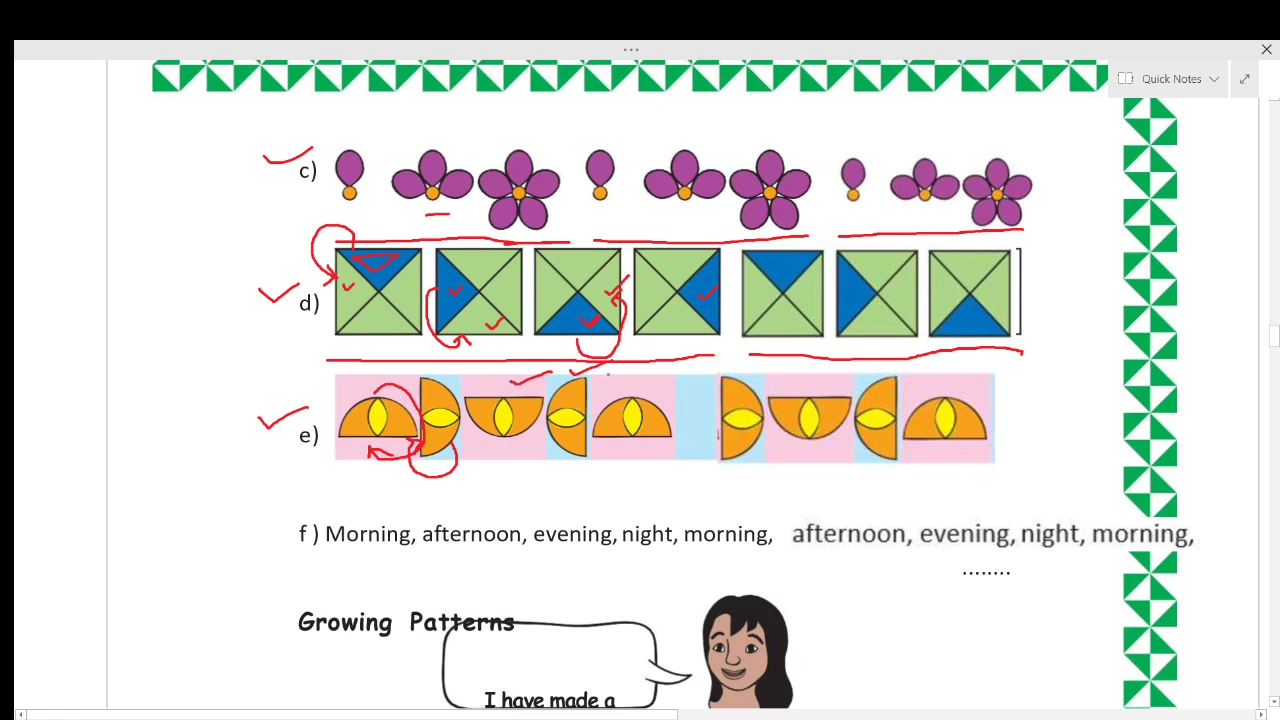 Quick Notes
c)
d)
e)
f ) Morning, afternoon, evening, night, morning, afternoon, evening, night, morning,
........
Growing Patterns
I have made a